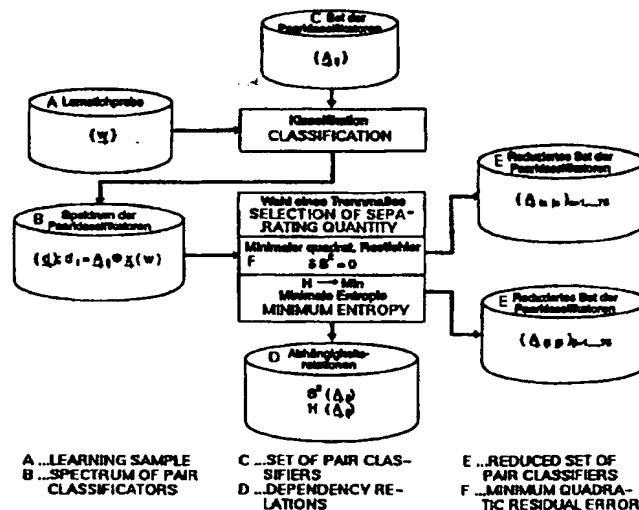 C Set der
Paarklassifikatoren
A Lernstichprobe
Klassifikation
CLASSIFICATION
E Reduziertes Set der
Paarklassifikatoren
B Spektrum der
Paarklassifikatoren
Wahl eines Trennmaßes
SELECTION OF SEPA-
RATING QUANTITY
Minimaler quadrat. Restfehler
F
H → Min
Minimale Entropie
MINIMUM ENTROPY
E Reduziertes Set der
Paarklassifikatoren
D Abhängigkeits-
relationen
A ...LEARNING SAMPLE
B ...SPECTRUM OF PAIR
CLASSIFICATORS
C ...SET OF PAIR CLAS-
SIFIERS
D ...DEPENDENCY RE-
LATIONS
E ...REDUCED SET OF
PAIR CLASSIFIERS
F ...MINIMUM QUADRA-
TIC RESIDUAL ERROR